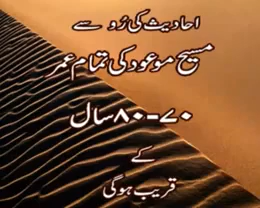 احادیث کی رُو سے
مسیح موعود کی تمام عمر
۷۰-۸۰ سال
کے
قریب ہوگی